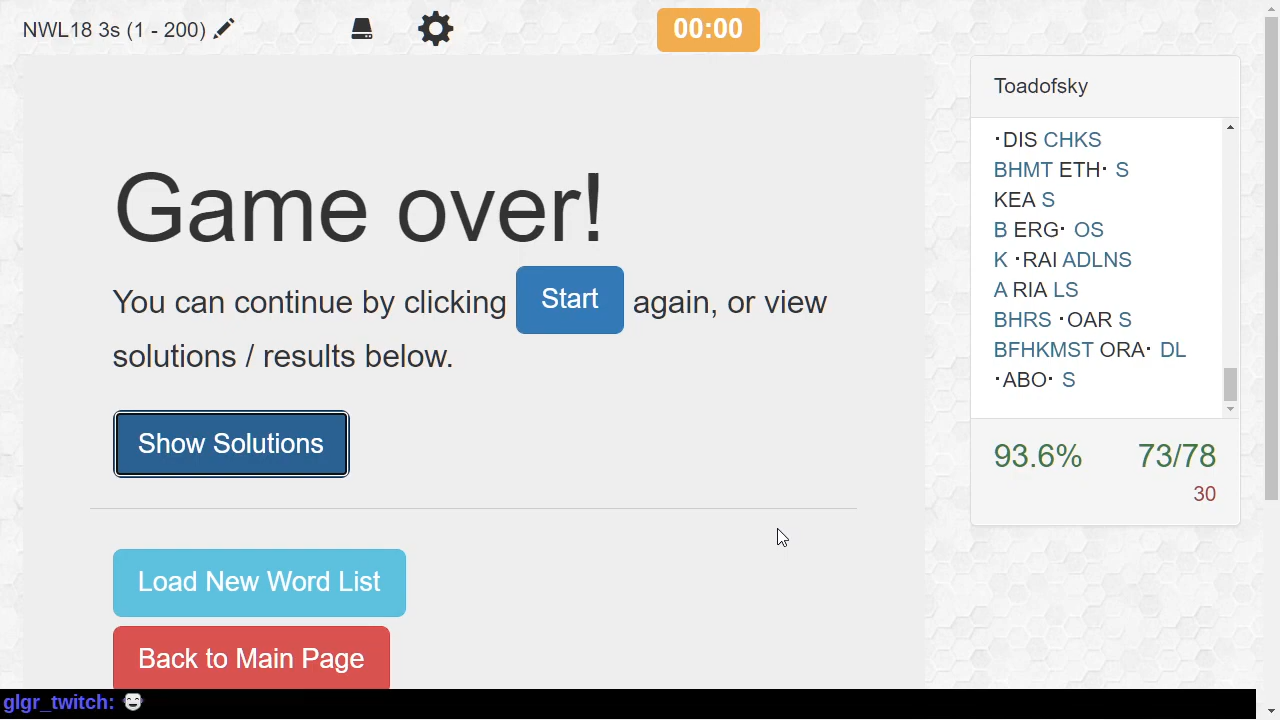 NWL18 3s (1 - 200)
00:00
Toadofsky
·DIS CHKS
BHMT ETH· S
KEA S
B ERG· OS
K ·RAI ADLNS
A RIA LS
BHRS ·OAR S
BFHKMST ORA· DL
·ABO· S
93.6% 73/78
30
Game over!
You can continue by clicking Start again, or view
solutions / results below.
Show Solutions
Load New Word List
Back to Main Page
glgr_twitch: